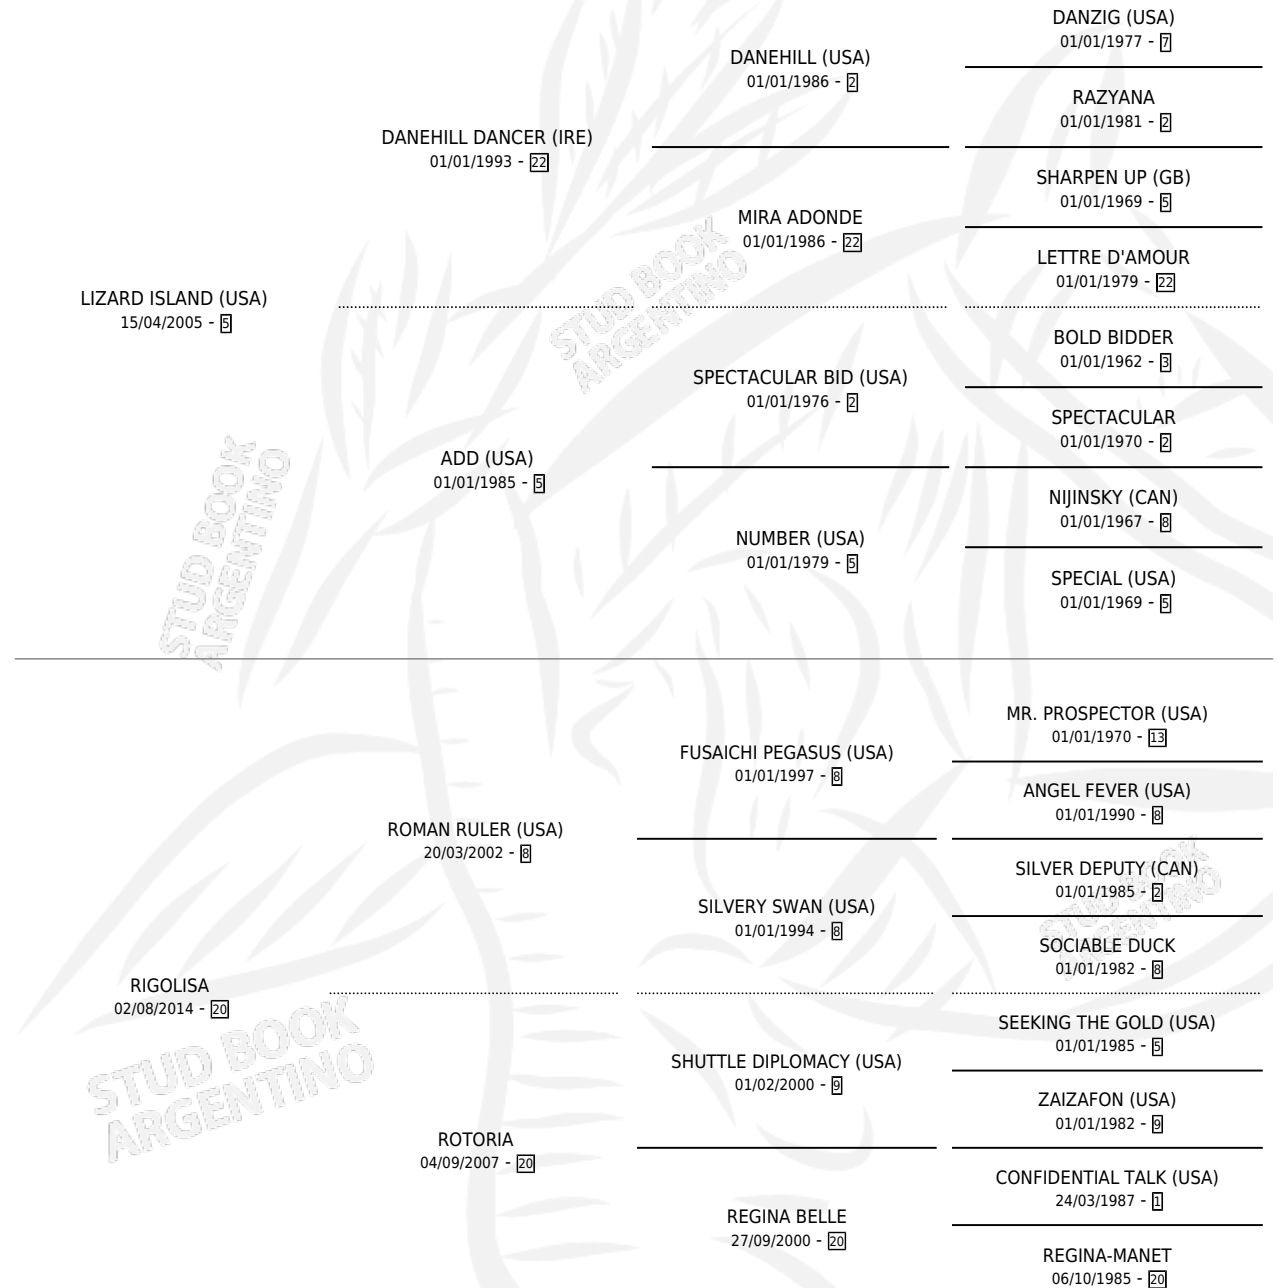 DANZIG (USA)
01/01/1977 - 7
DANEHILL (USA)
01/01/1986 - 2
RAZYANA
01/01/1981 - 2
DANEHILL DANCER (IRE)
01/01/1993 - 22
SHARPEN UP (GB)
01/01/1969 - 5
MIRA ADONDE
01/01/1986 - 22
LETTRE D'AMOUR
01/01/1979 - 22
LIZARD ISLAND (USA)
15/04/2005 - 5
BOLD BIDDER
01/01/1962 - 3
SPECTACULAR BID (USA)
01/01/1976 - 2
SPECTACULAR
01/01/1970 - 2
ADD (USA)
01/01/1985 - 5
NIJINSKY (CAN)
01/01/1967 - 8
NUMBER (USA)
01/01/1979 - 5
SPECIAL (USA)
01/01/1969 - 5
MR. PROSPECTOR (USA)
01/01/1970 - 13
FUSAICHI PEGASUS (USA)
01/01/1997 - 8
ANGEL FEVER (USA)
01/01/1990 - 8
ROMAN RULER (USA)
20/03/2002 - 8
SILVER DEPUTY (CAN)
01/01/1985 - 2
SILVERY SWAN (USA)
01/01/1994 - 8
SOCIABLE DUCK
01/01/1982 - 8
RIGOLISA
02/08/2014 - 20
SEEKING THE GOLD (USA)
01/01/1985 - 5
SHUTTLE DIPLOMACY (USA)
01/02/2000 - 9
ZAIZAFON (USA)
01/01/1982 - 9
ROTORIA
04/09/2007 - 20
CONFIDENTIAL TALK (USA)
24/03/1987 - 1
REGINA BELLE
27/09/2000 - 20
REGINA-MANET
06/10/1985 - 20
STUD BOOK
ARGENTINO
STUD BOOK
ARGENTINO
STUD BOOK
ARGENTINO
STUD BOOK
ARGENTINO